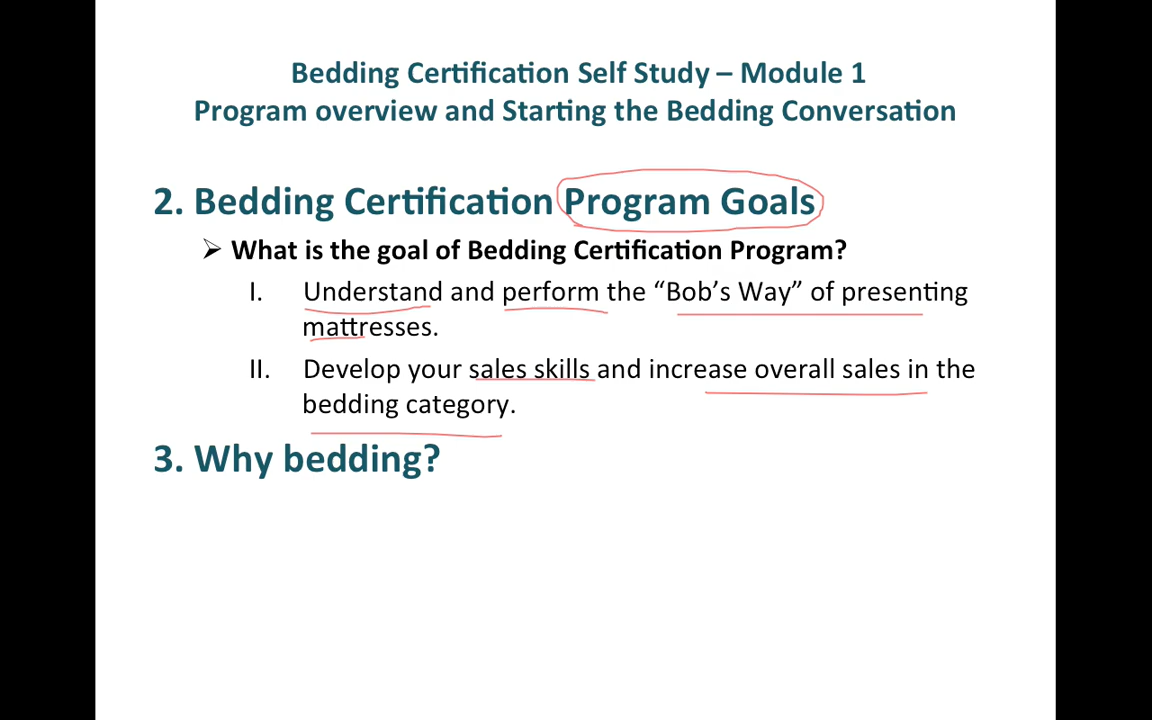 Bedding Certification Self Study – Module 1
Program overview and Starting the Bedding Conversation
2. Bedding Certification Program Goals
➢ What is the goal of Bedding Certification Program?
I. Understand and perform the “Bob’s Way” of presenting
mattresses.
II. Develop your sales skills and increase overall sales in the
bedding category.
3. Why bedding?